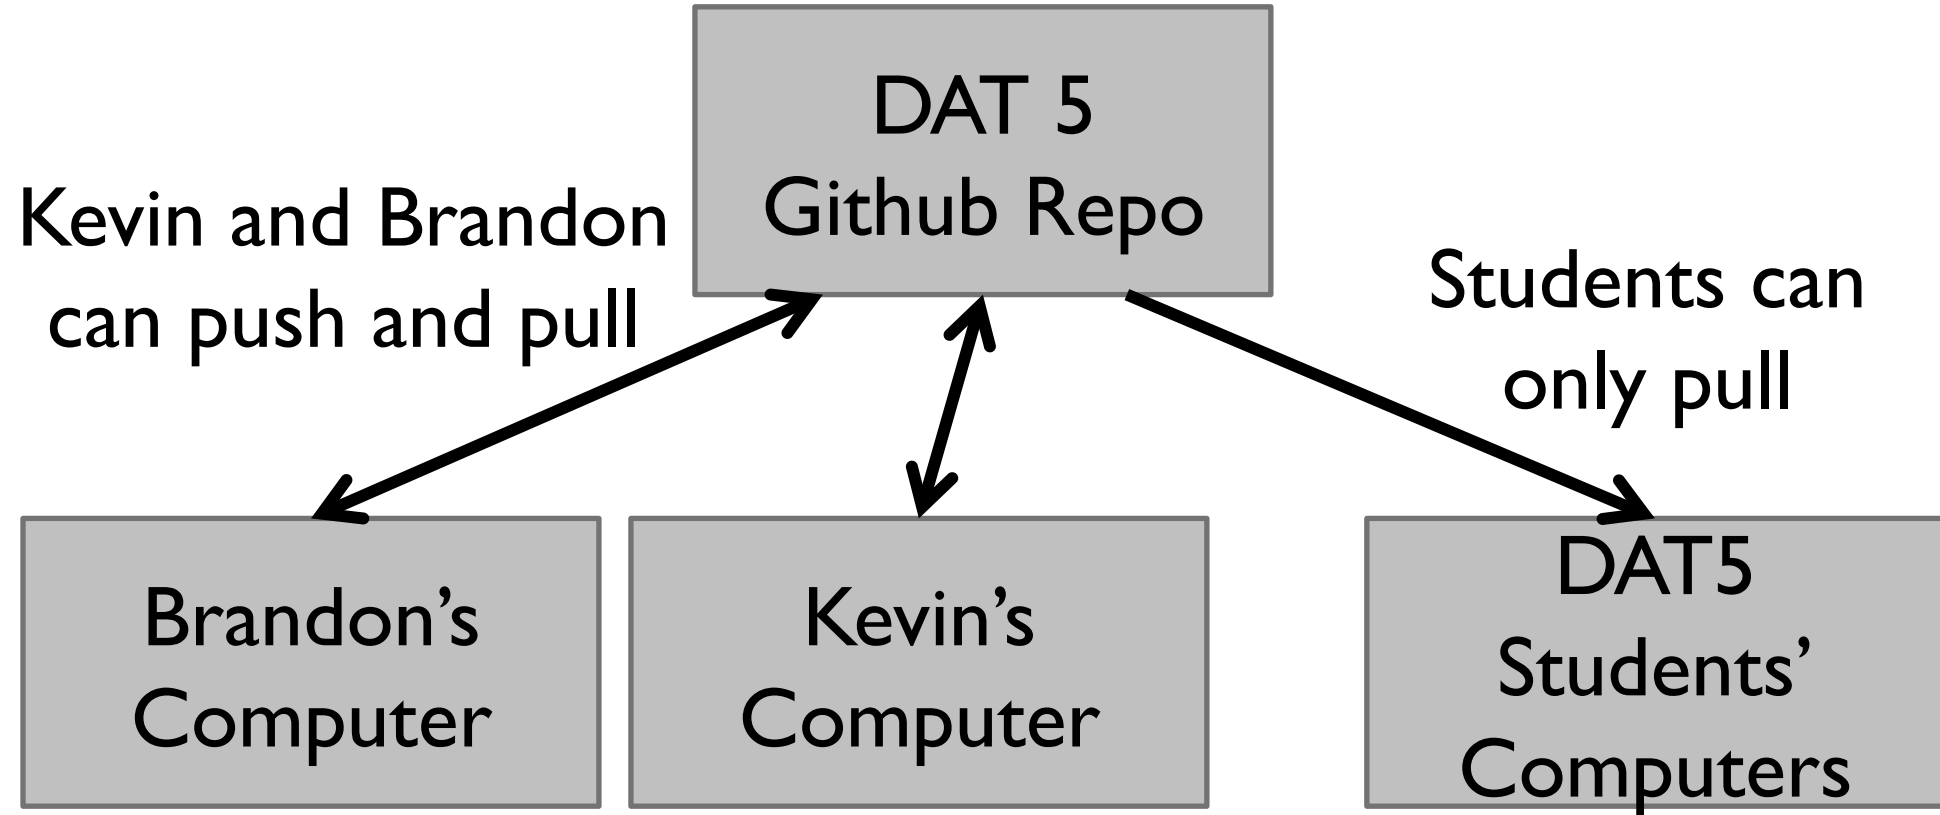 DAT 5
Github Repo
Kevin and Brandon
can push and pull
Students can
only pull
Brandon’s
Computer
Kevin’s
Computer
DAT5
Students’
Computers